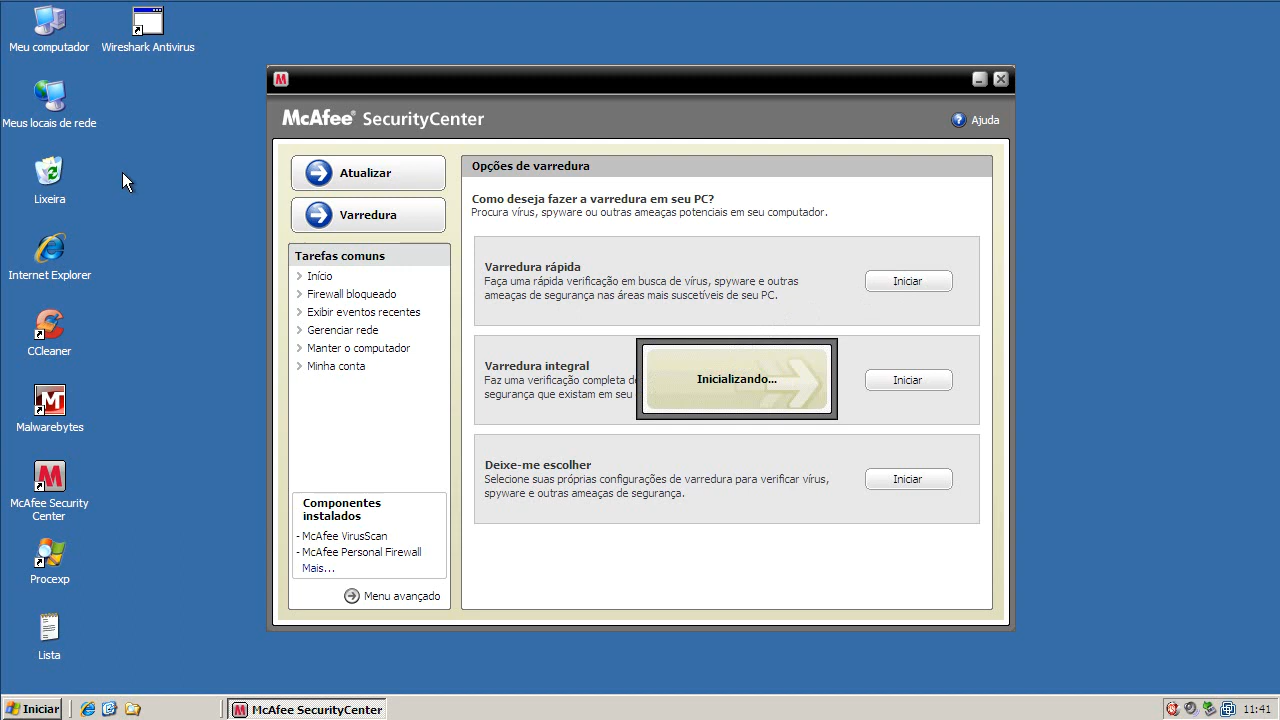 Meu computador
Wireshark Antivirus
Meus locais de rede
Lixeira
Internet Explorer
CCleaner
Malwarebytes
McAfee Security
Center
Procexp
Lista
McAfee® SecurityCenter
Ajuda
Atualizar
Varredura
Tarefas comuns
Início
Firewall bloqueado
Exibir eventos recentes
Gerenciar rede
Manter o computador
Minha conta
Componentes
instalados
- McAfee VirusScan
- McAfee Personal Firewall
Mais...
Menu avançado
Opções de varredura
Como deseja fazer a varredura em seu PC?
Procura vírus, spyware ou outras ameaças potenciais em seu computador.
Varredura rápida
Faça uma rápida verificação em busca de vírus, spyware e outras
ameaças de segurança nas áreas mais suscetíveis de seu PC.
Iniciar
Varredura integral
Faz uma verificação completa de
segurança que existam em seu
Iniciar
Inicializando...
Deixe-me escolher
Selecione suas próprias configurações de varredura para verificar vírus,
spyware e outras ameaças de segurança.
Iniciar
Iniciar
McAfee SecurityCenter
11:41